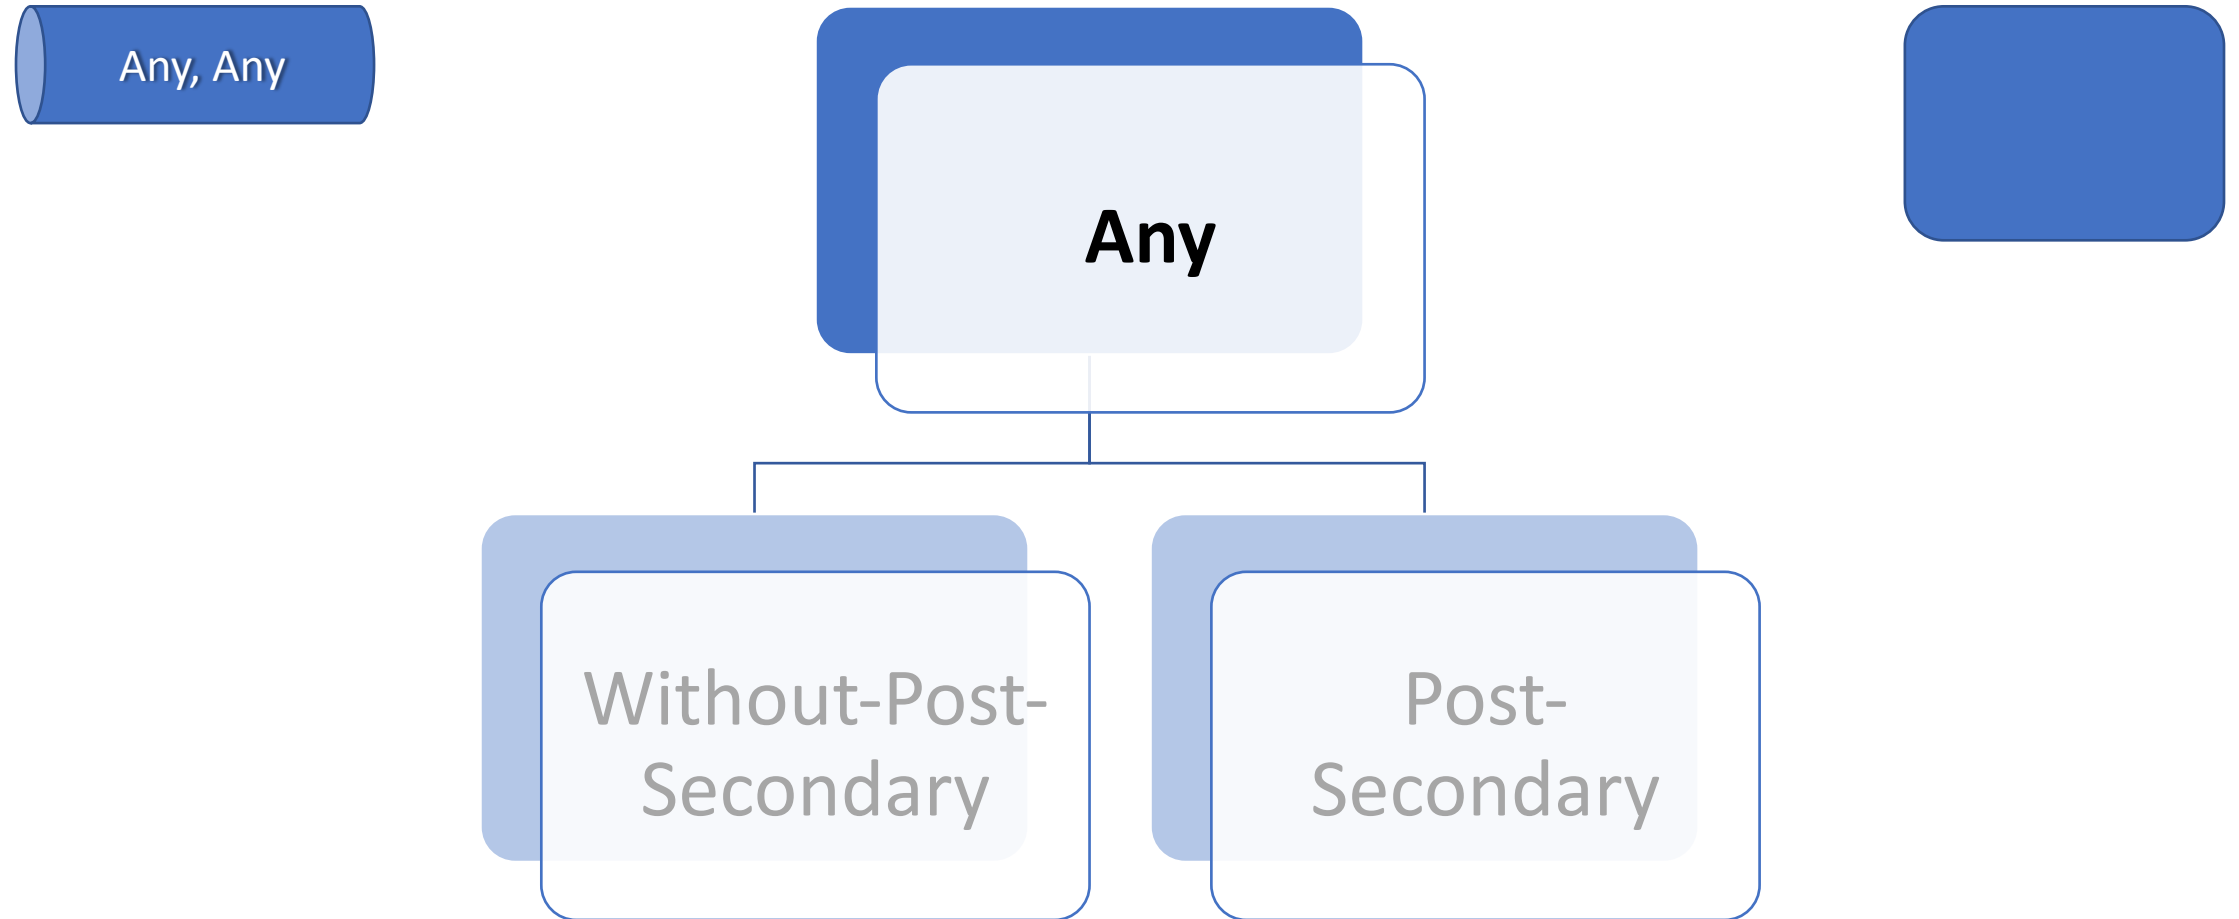 Any, Any
Any
Without-Post-
Secondary
Post-
Secondary